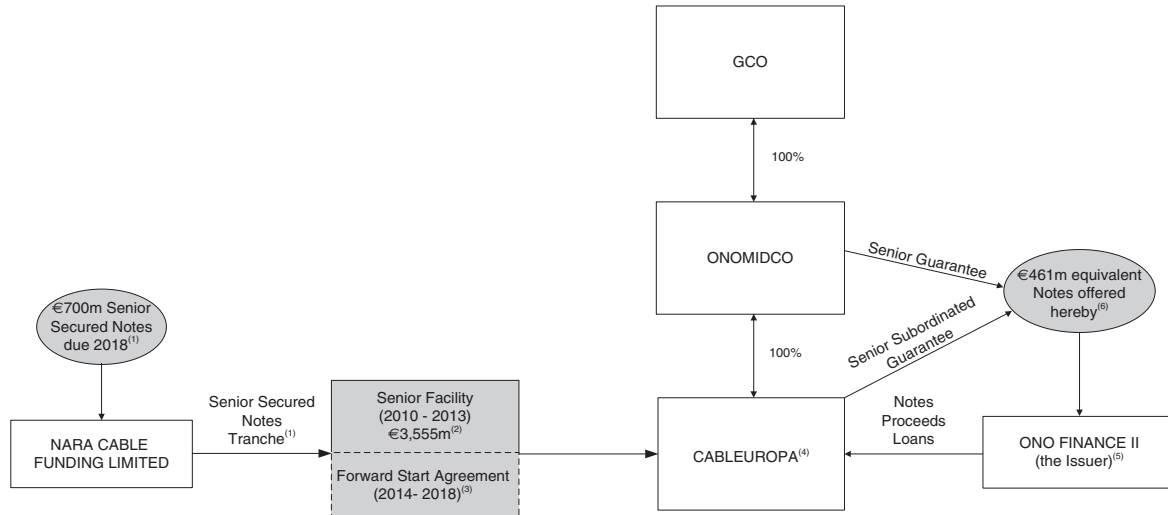 GCO
100%
ONOMIDCO
Senior Guarantee
€461m equivalent
Notes offered
hereby(6)
€700m Senior
Secured Notes
due 2018(1)
100%
Senior Subordinated
Guarantee
Senior Secured
Notes
Tranche(1)
Senior Facility
(2010 - 2013)
€3,555m(2)
Notes
Proceeds
Loans
NARA CABLE
FUNDING LIMITED
CABLEUROPA(4)
ONO FINANCE II
(the Issuer)(5)
Forward Start Agreement
(2014- 2018)(3)